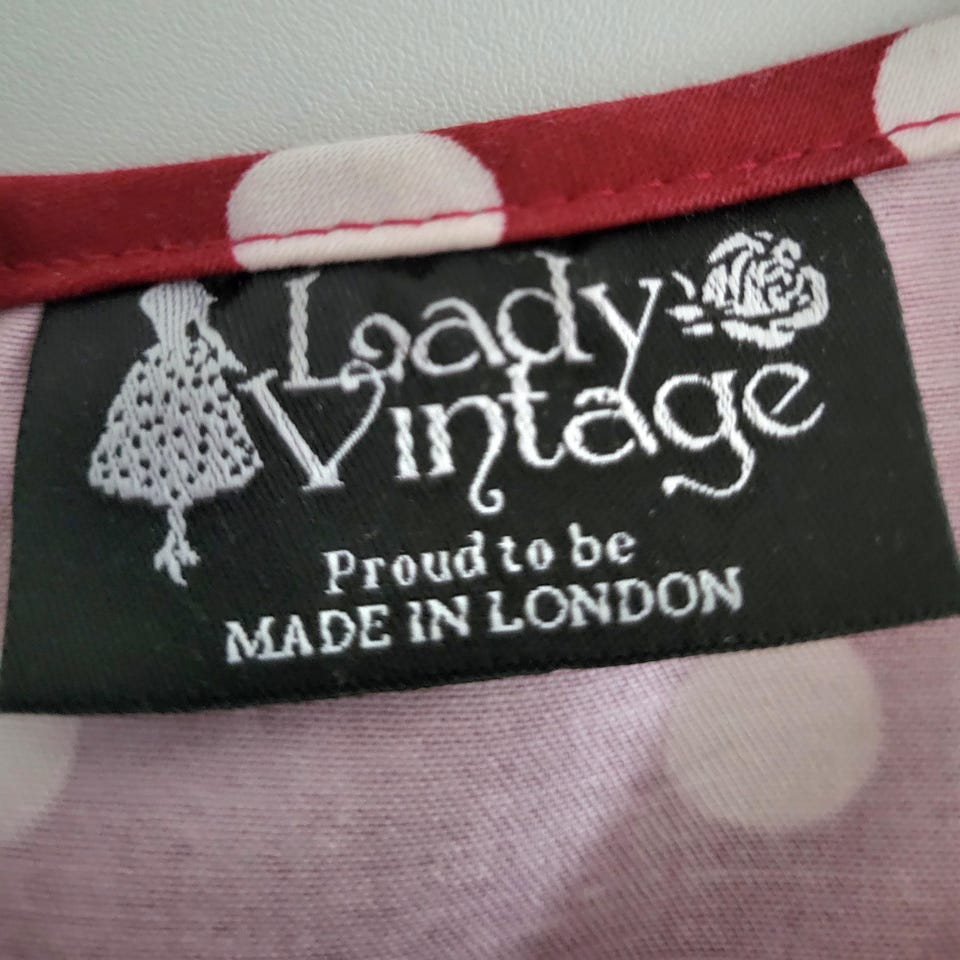 Lady
Vintage
Proud to be
MADE IN LONDON